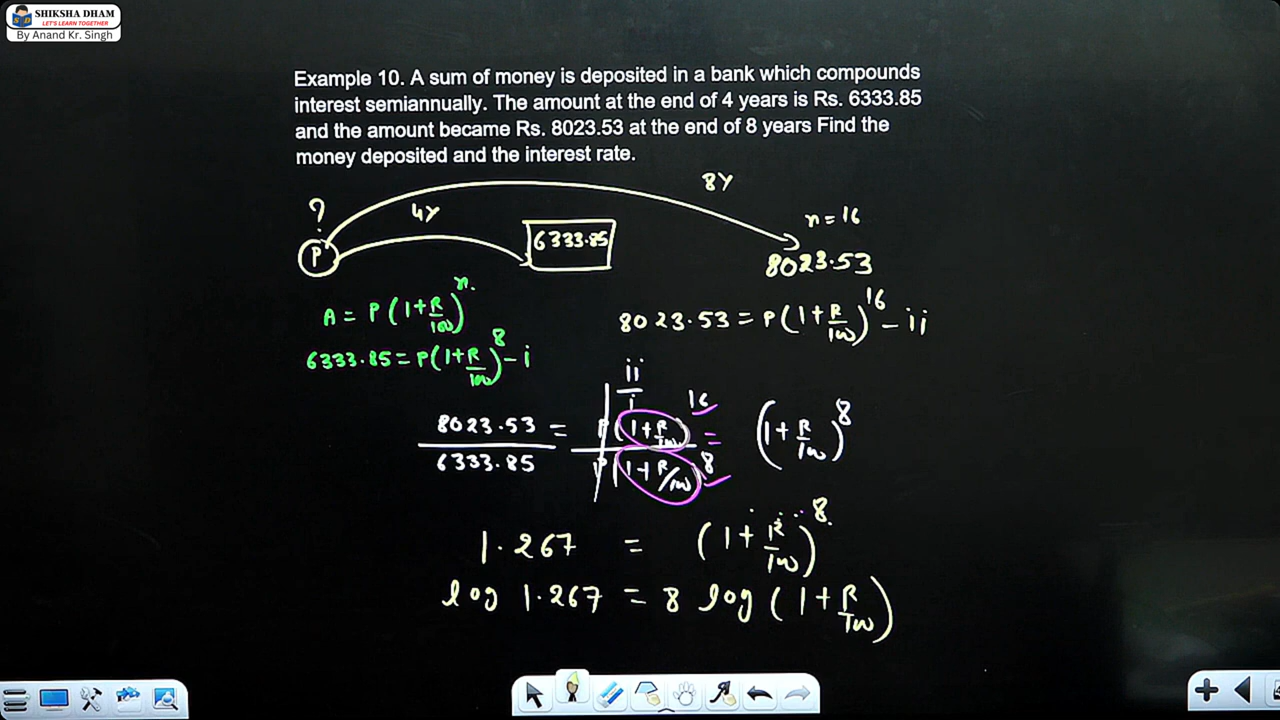 SHIKSHA DHAM
LET'S LEARN TOGETHER
By Anand Kr. Singh
Example 10. A sum of money is deposited in a bank which compounds
interest semiannually. The amount at the end of 4 years is Rs. 6333.85
and the amount became Rs. 8023.53 at the end of 8 years Find the
money deposited and the interest rate.
8Y
? 4Y n = 16
P 6333.85 8023.53
A = P(1+R/100)^n
8023.53 = P(1+R/100)^16 - ii
6333.85 = P(1+R/100)^8 - i
ii/i
8023.53/6333.85 = P(1+R/100)^16/P(1+R/100)^8 = (1+R/100)^8
1.267 = (1+R/100)^8
log 1.267 = 8 log (1+R/100)